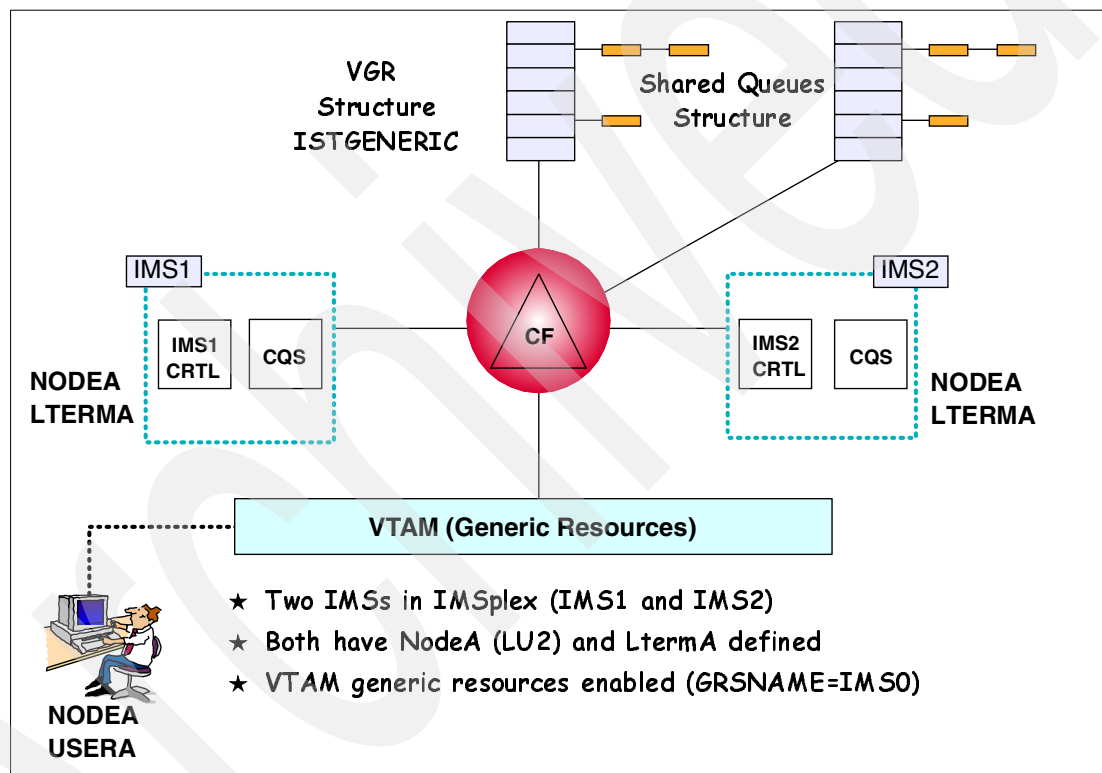 VGR
Structure
ISTGENERIC
Shared Queues
Structure
IMS1
IMS2
IMS1
CRTL
CQS
CF
IMS2
CRTL
CQS
NODEA
LTERMA
NODEA
LTERMA
VTAM (Generic Resources)
★ Two IMSs in IMSplex (IMS1 and IMS2)
★ Both have NodeA (LU2) and LtermA defined
★ VTAM generic resources enabled (GRSNAME=IMS0)
NODEA
USERA